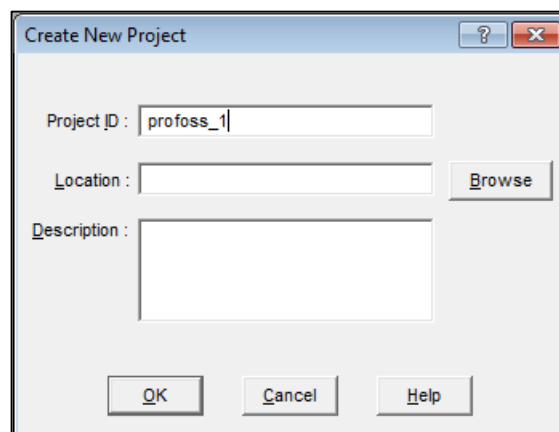 Create New Project
Project ID : profoss_1
Location : Browse
Description :
OK Cancel Help